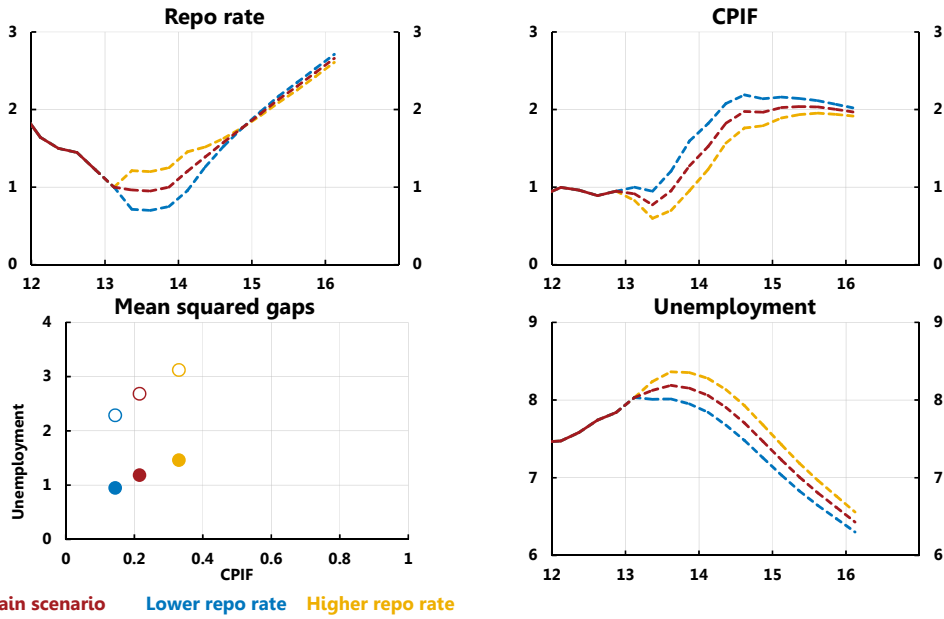 Repo rate
CPIF
3 3 3 3
2 2 2 2
1 1 1 1
0 0 0 0
12 13 14 15 16 12 13 14 15 16
Mean squared gaps
Unemployment
4 9 9
3 8 8
2
1 7 7
0 6 6
Unemployment
0 0.2 0.4 0.6 0.8 1 12 13 14 15 16
CPIF
ain scenario Lower repo rate Higher repo rate